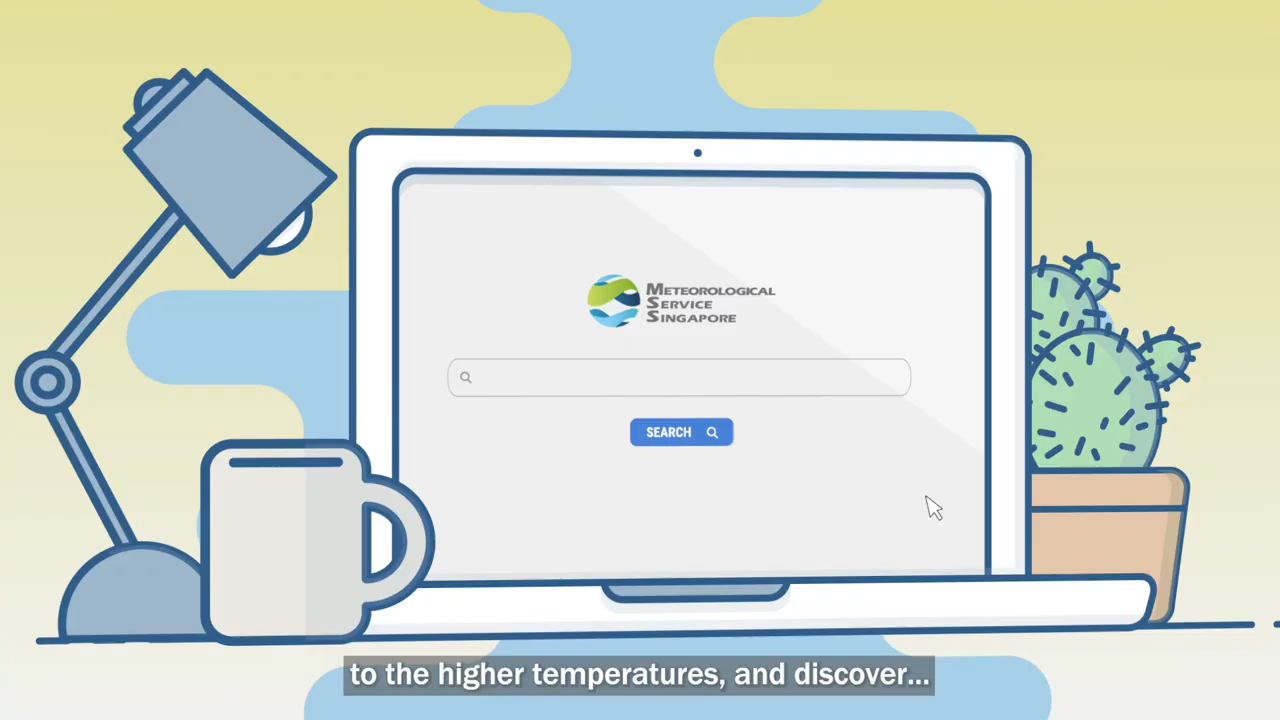 METEOROLOGICAL
SERVICE
SINGAPORE
SEARCH
to the higher temperatures, and discover...